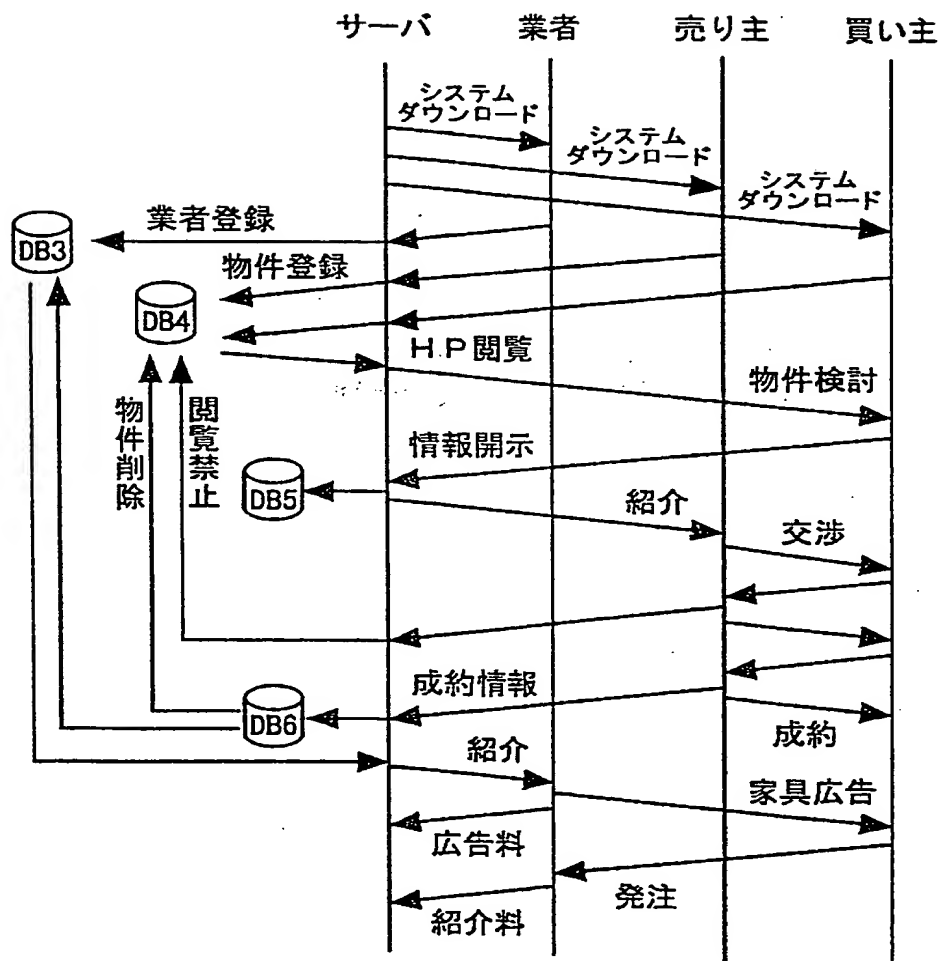 サーバ
業者
売り主
買い主
システム
ダウンロード
システム
ダウンロード
システム
ダウンロード
業者登録
DB3
物件登録
DB4
HP閲覧
物件検討
物件削除
閲覧禁止
情報開示
DB5
紹介
交渉
成約情報
DB6
成約
紹介
家具広告
広告料
発注
紹介料